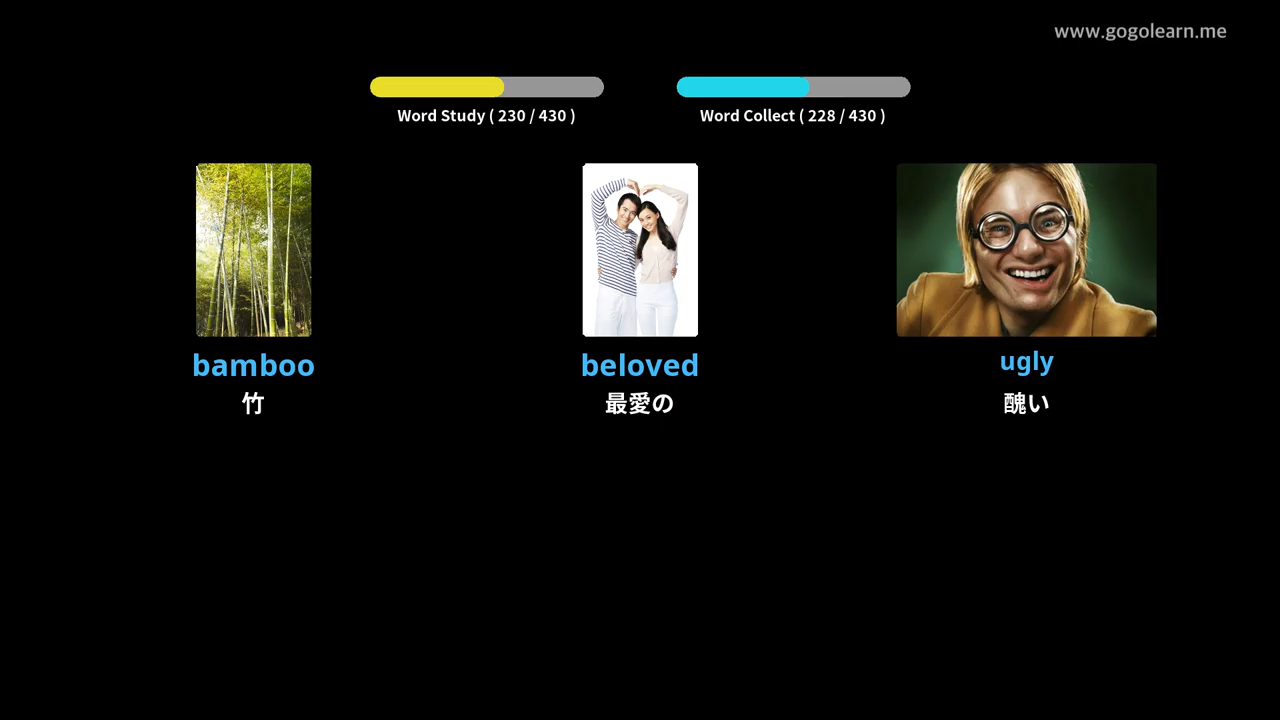 www.gogolearn.me
Word Study ( 230 / 430 )
Word Collect ( 228 / 430 )
bamboo
竹
beloved
最愛の
ugly
醜い